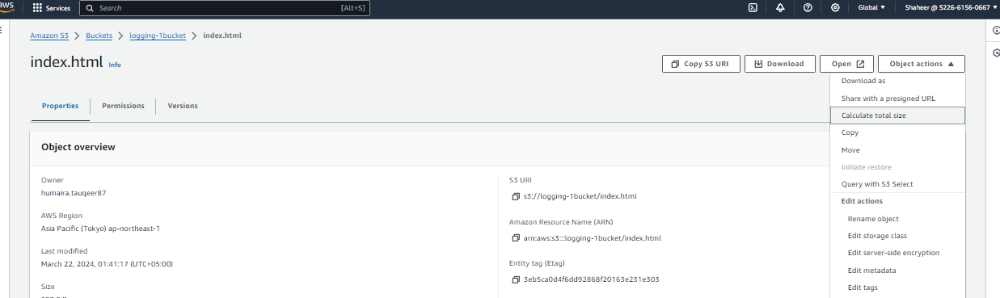 aws
Services
Search
[Alt+S]
Global
Shaheer @ 5226-6156-0667
Amazon S3 > Buckets > logging-1bucket > index.html
index.html Info
Copy S3 URI
Download
Open
Object actions
Download as
Share with a presigned URL
Calculate total size
Copy
Move
Initiate restore
Query with S3 Select
Edit actions
Rename object
Edit storage class
Edit server-side encryption
Edit metadata
Edit tags
Properties
Permissions
Versions
Object overview
Owner
humaira.tauqeer87
AWS Region
Asia Pacific (Tokyo) ap-northeast-1
Last modified
March 22, 2024, 01:41:17 (UTC+05:00)
Size
S3 URI
s3://logging-1bucket/index.html
Amazon Resource Name (ARN)
arn:aws:s3:::logging-1bucket/index.html
Entity tag (Etag)
3eb5ca0d4f6dd92868f20163e231e303